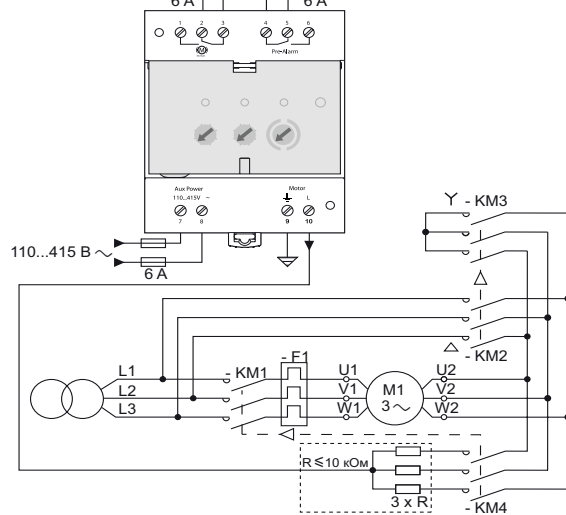 6 A 6 A
1 2 3 4 5 6
KM1 Pre-Alarm
Aux Power Motor
110...415V ~ L
7 8 9 10
110...415 В
6 A
Y - KM3
△ - KM2
L1
L2
L3
- KM1
- F1
U1
V1
W1
M1
3 ~
U2
V2
W2
R ≤ 10 кОм
3 x R
- KM4